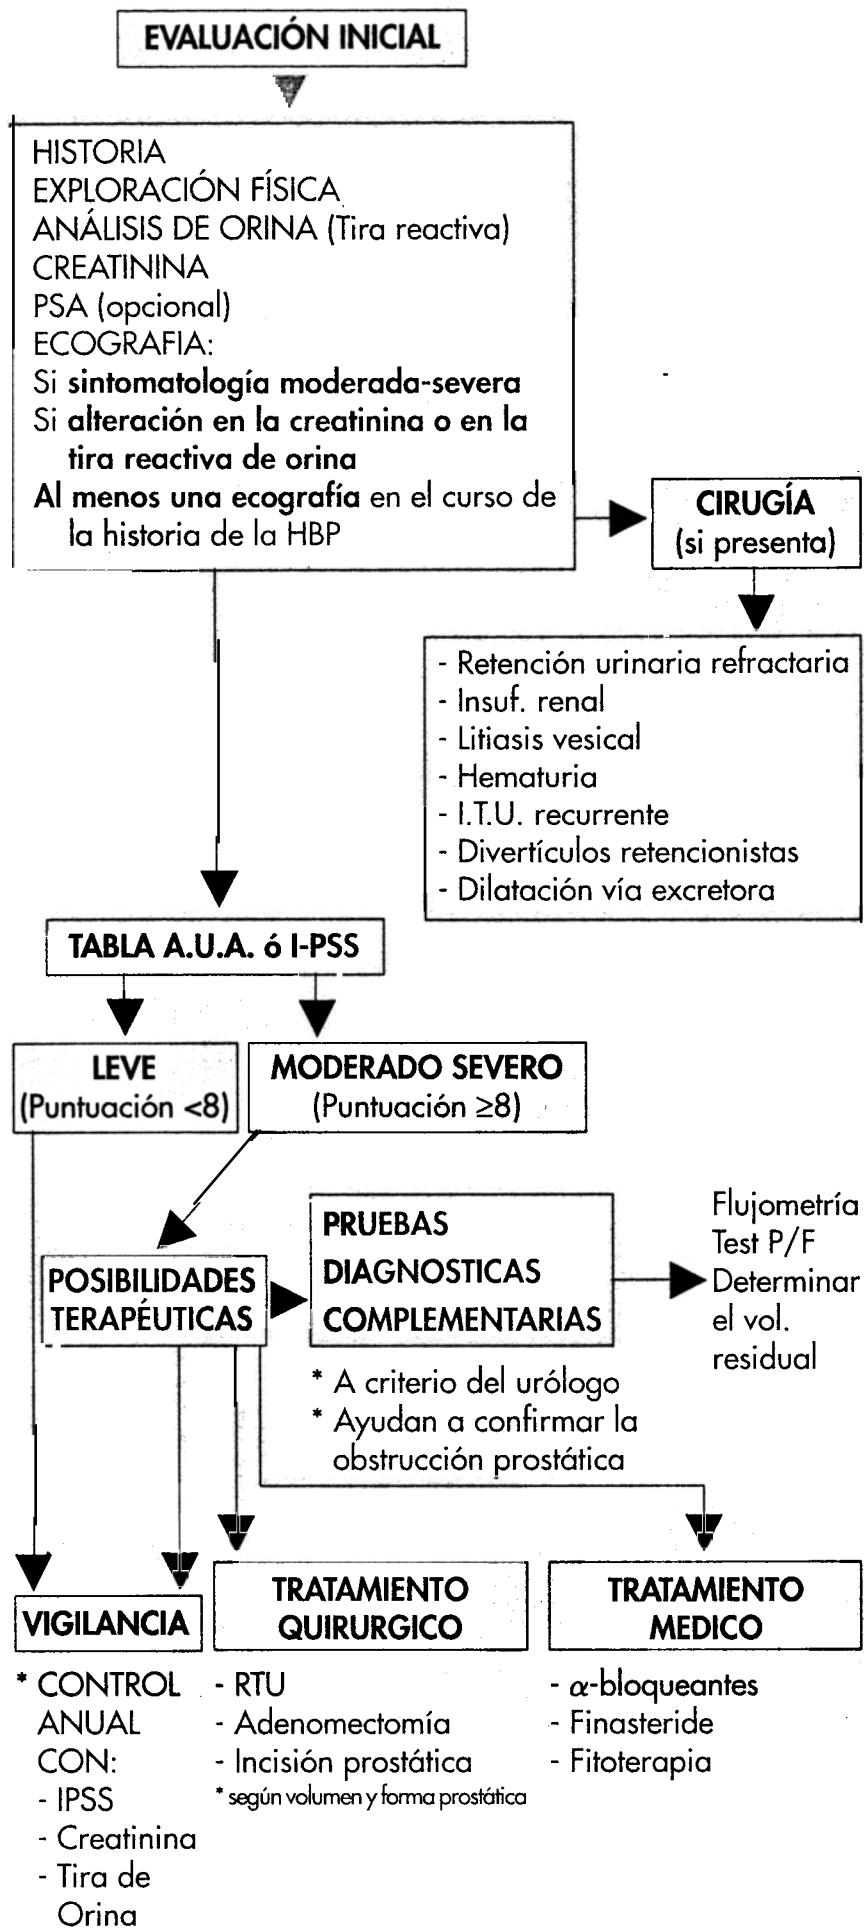 EVALUACIÓN INICIAL
HISTORIA
EXPLORACIÓN FÍSICA
ANÁLISIS DE ORINA (Tira reactiva)
CREATININA
PSA (opcional)
ECOGRAFIA:
Si sintomatología moderada-severa
Si alteración en la creatinina o en la
tira reactiva de orina
Al menos una ecografía en el curso de
la historia de la HBP
CIRUGÍA
(si presenta)
- Retención urinaria refractaria
- Insuf. renal
- Litiasis vesical
- Hematuria
- I.T.U. recurrente
- Divertículos retencionistas
- Dilatación vía excretora
TABLA A.U.A. ó I-PSS
LEVE
(Puntuación <8)
MODERADO SEVERO
(Puntuación ≥8)
POSIBILIDADES
TERAPÉUTICAS
PRUEBAS
DIAGNOSTICAS
COMPLEMENTARIAS
* A criterio del urólogo
* Ayudan a confirmar la
obstrucción prostática
Flujometría
Test P/F
Determinar
el vol.
residual
VIGILANCIA
* CONTROL
ANUAL
CON:
- IPSS
- Creatinina
- Tira de
Orina
TRATAMIENTO
QUIRURGICO
- RTU
- Adenomectomía
- Incisión prostática
* según volumen y forma prostática
TRATAMIENTO
MEDICO
- α-bloqueantes
- Finasteride
- Fitoterapia